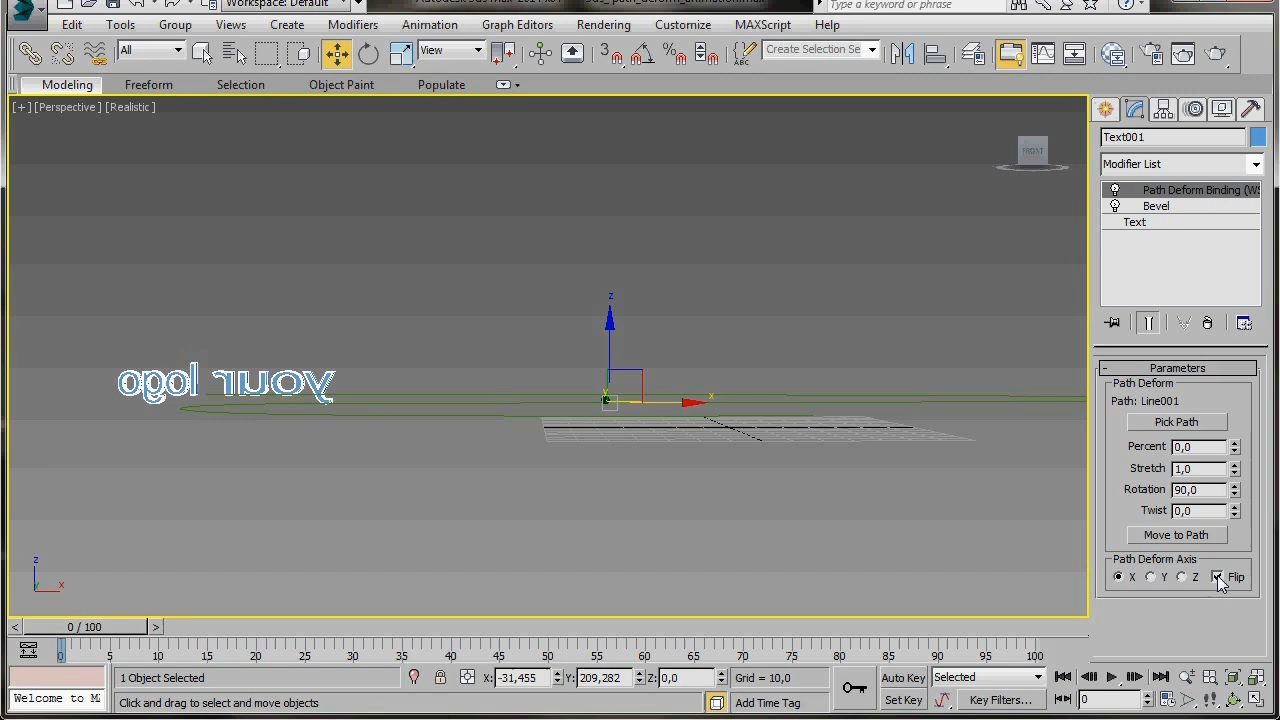 Workspace: Default
Type a keyword or phrase
Edit Tools Group Views Create Modifiers Animation Graph Editors Rendering Customize MAXScript Help
All View Create Selection Se
Modeling Freeform Selection Object Paint Populate
[+] [Perspective] [Realistic]
Text001
Modifier List
Path Deform Binding (WS
Bevel
Text
z
your logo
y
x
Parameters
Path Deform
Path: Line001
Pick Path
Percent 0,0
Stretch 1,0
Rotation 90,0
Twist 0,0
Move to Path
Path Deform Axis
X Y Z Flip
z
x
< 0 / 100 >
0 5 10 15 20 25 30 35 40 45 50 55 60 65 70 75 80 85 90 95 100
1 Object Selected X: -31,455 Y: 209,282 Z: 0,0 Grid = 10,0 Auto Key Selected
Welcome to M Click and drag to select and move objects Add Time Tag Set Key Key Filters... 0